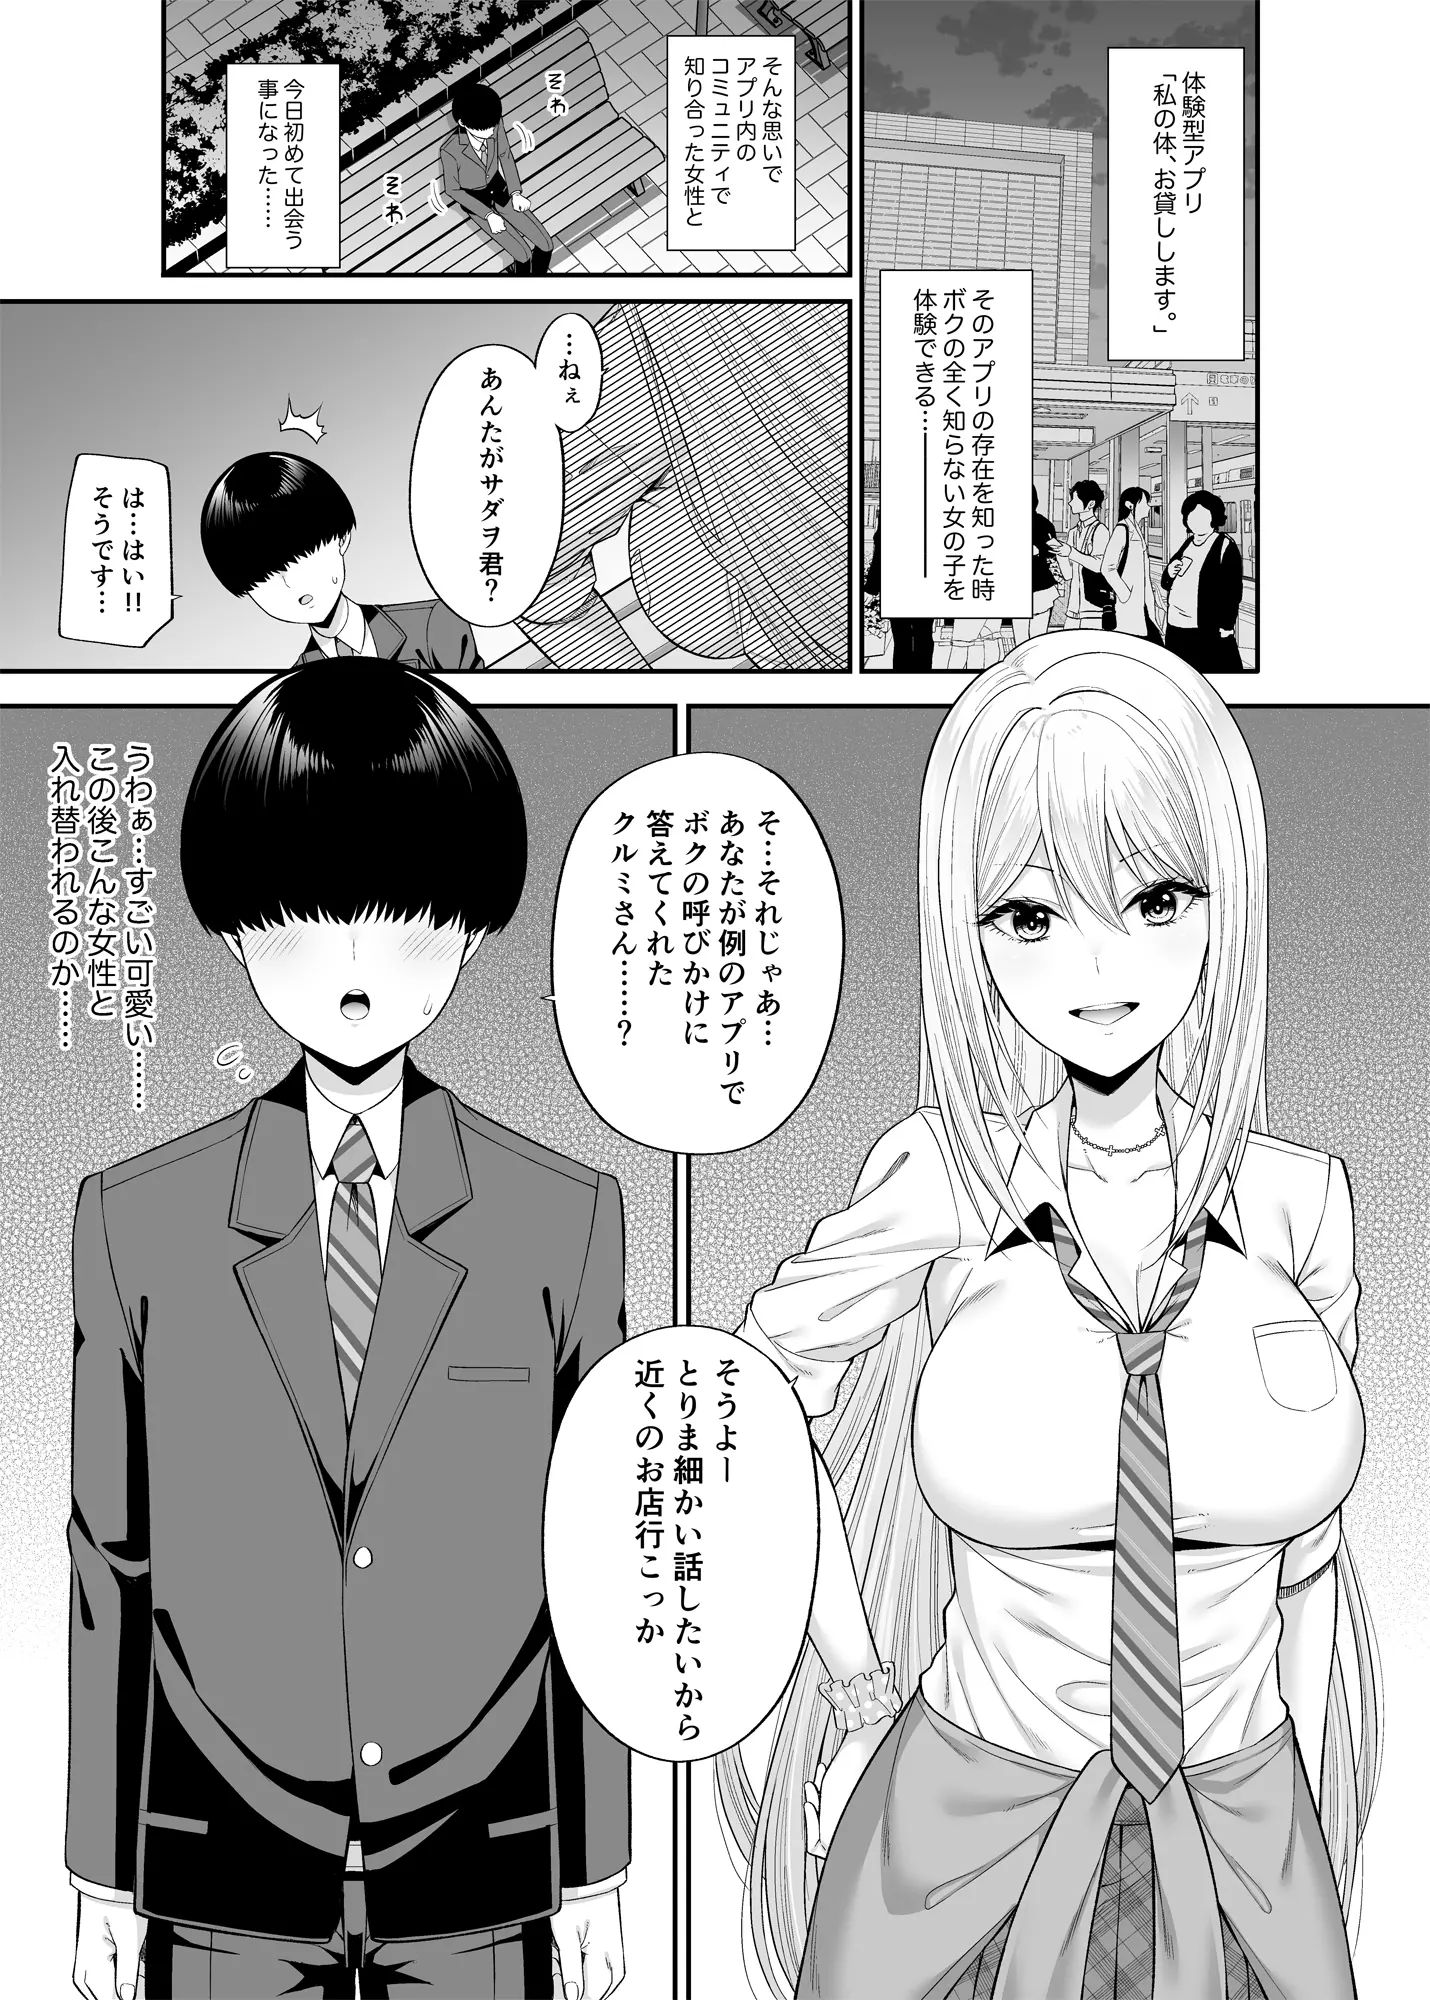 体験型アプリ
「私の体、お貸しします。」
そのアプリの存在を知った時
ボクの全く知らない女の子を
体験できる…――
そんな思いで
アプリ内の
コミュニティで
知り合った女性と
そわ
そわ
今日初めて出会う
事になった……
…ねぇ
あんたがサダヲ君？
は…はい!!
そうです…
そ…それじゃあ…
あなたが例のアプリで
ボクの呼びかけに
答えてくれた
クルミさん………？
そうよー
とりま細かい話したいから
近くのお店行こっか
うわぁ…すごい可愛い……
この後こんな女性と
入れ替われるのか……